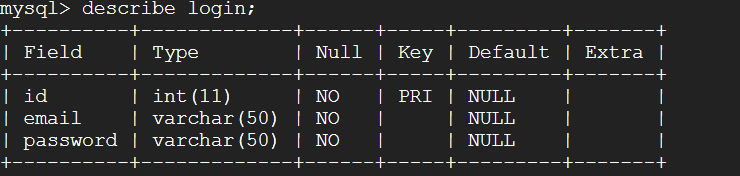 mysql> describe login;
+----------+-------------+------+-----+---------+-------+
| Field    | Type        | Null | Key | Default | Extra |
+----------+-------------+------+-----+---------+-------+
| id       | int(11)     | NO   | PRI | NULL    |       |
| email    | varchar(50) | NO   |     | NULL    |       |
| password | varchar(50) | NO   |     | NULL    |       |
+----------+-------------+------+-----+---------+-------+